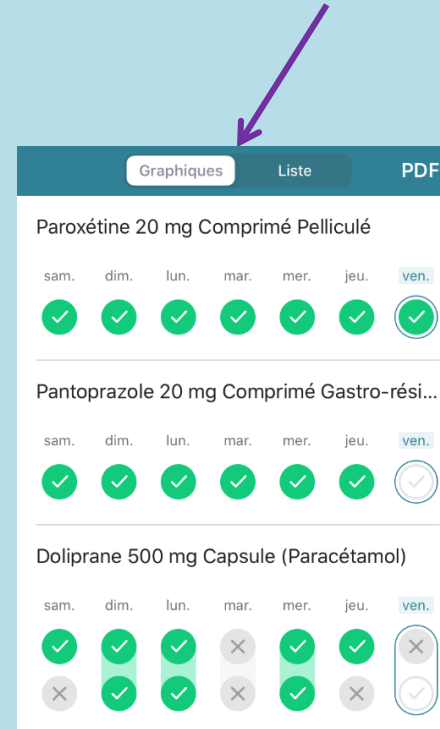 Graphiques Liste PDF
Paroxétine 20 mg Comprimé Pelliculé
sam. dim. lun. mar. mer. jeu. ven.
Pantoprazole 20 mg Comprimé Gastro-rési...
sam. dim. lun. mar. mer. jeu. ven.
Doliprane 500 mg Capsule (Paracétamol)
sam. dim. lun. mar. mer. jeu. ven.